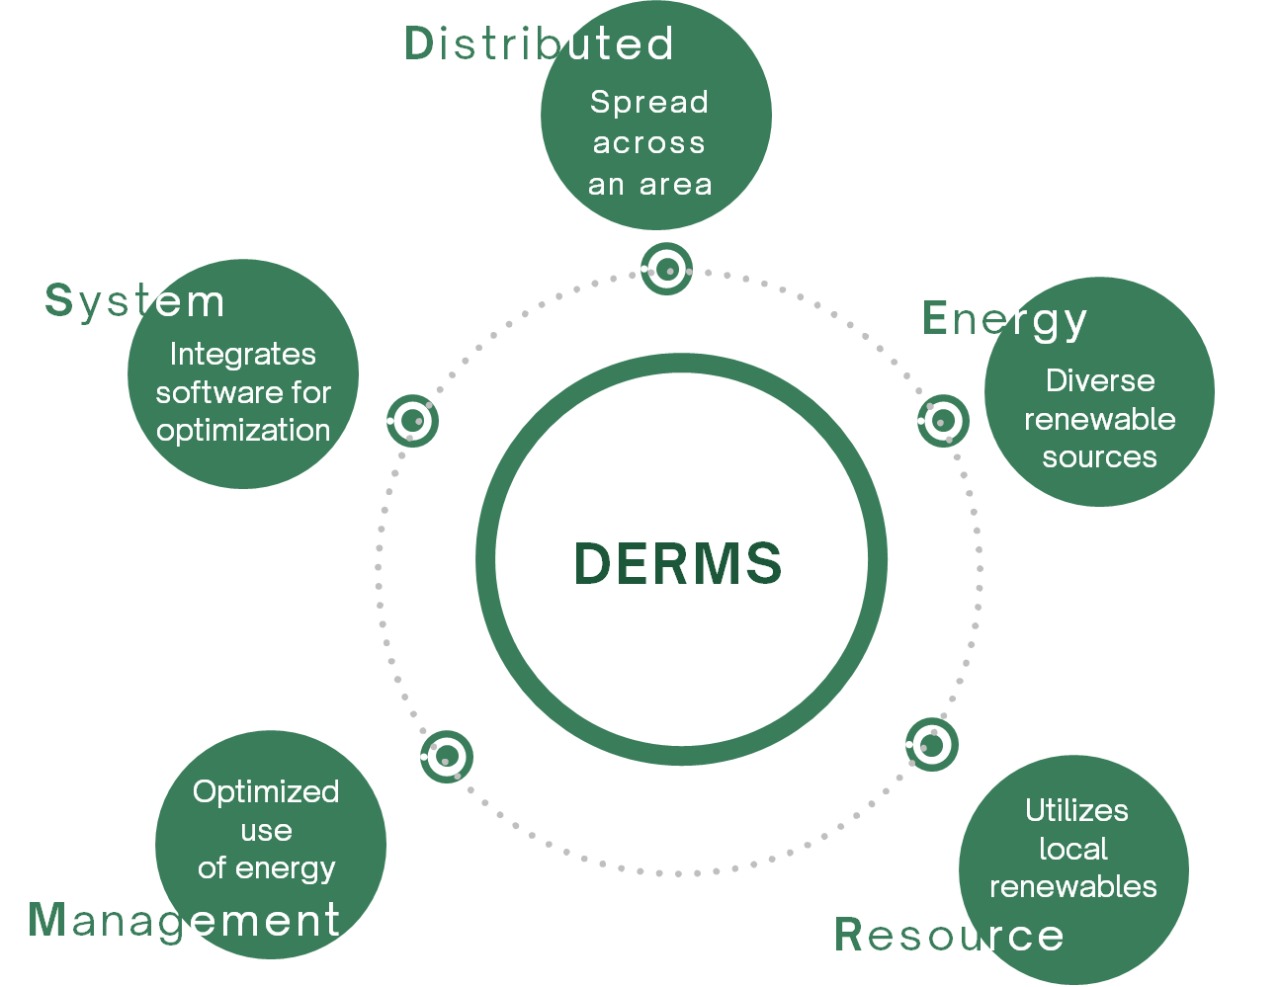 Distributed
Spread
across
an area
System
Integrates
software for
optimization
Energy
Diverse
renewable
sources
DERMS
Optimized
use
of energy
Management
Utilizes
local
renewables
Resource